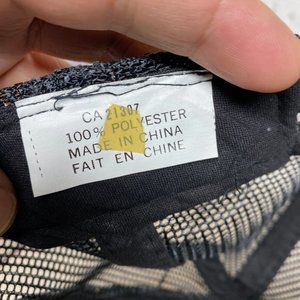 CA 21307
100% POLYESTER
MADE IN CHINA
FAIT EN CHINE